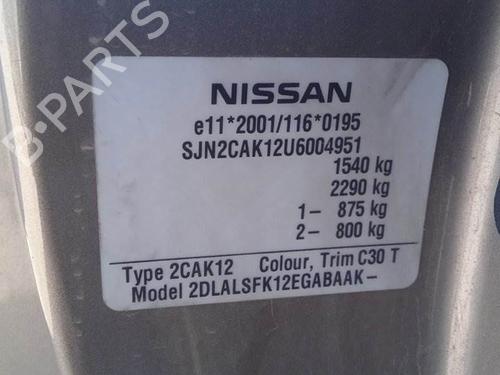 B-PARTS
NISSAN
e11*2001/116*0195
SJN2CAK12U6004951
1540 kg
2290 kg
1- 875 kg
2- 800 kg
Type 2CAK12 Colour, Trim C30 T
Model 2DLALSFK12EGABAAK-